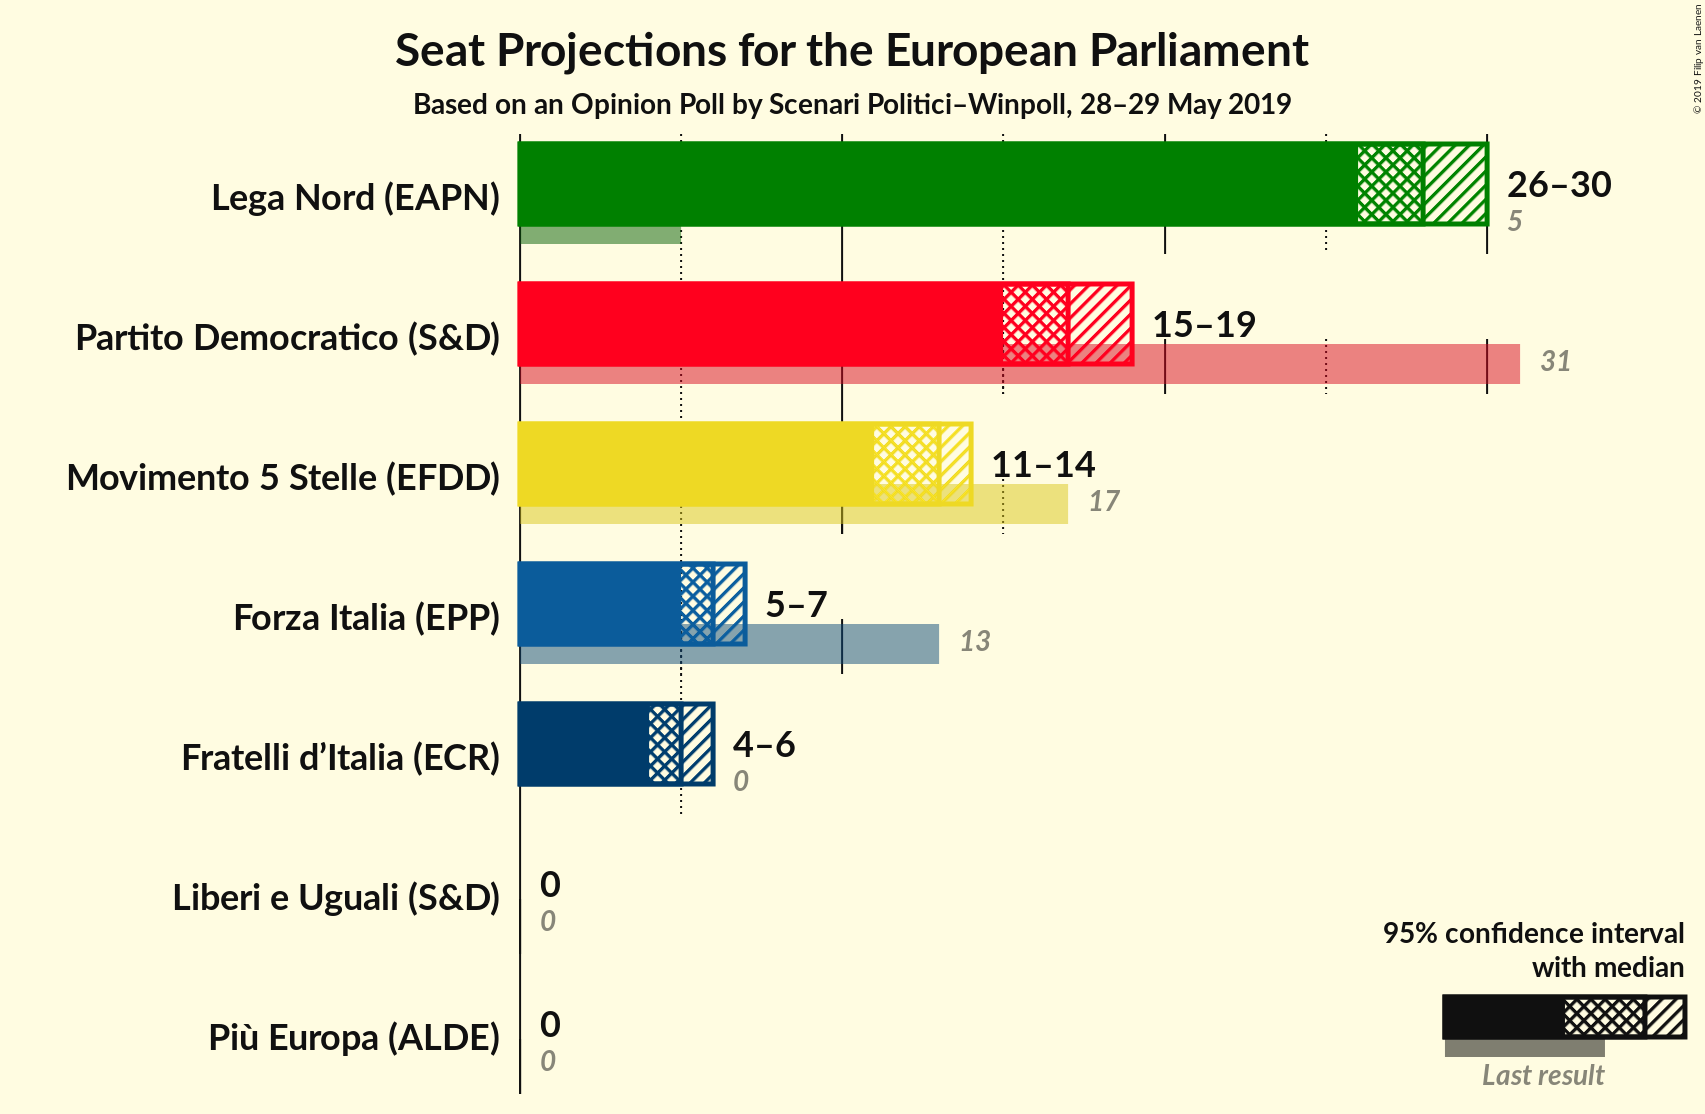 Seat Projections for the European Parliament
Based on an Opinion Poll by Scenari Politici–Winpoll, 28–29 May 2019
© 2019 Filip van Laenen
Lega Nord (EAPN)
26–30
5
Partito Democratico (S&D)
15–19
31
Movimento 5 Stelle (EFDD)
11–14
17
Forza Italia (EPP)
5–7
13
Fratelli d’Italia (ECR)
4–6
0
Liberi e Uguali (S&D)
0
0
Più Europa (ALDE)
0
0
95% confidence interval
with median
Last result